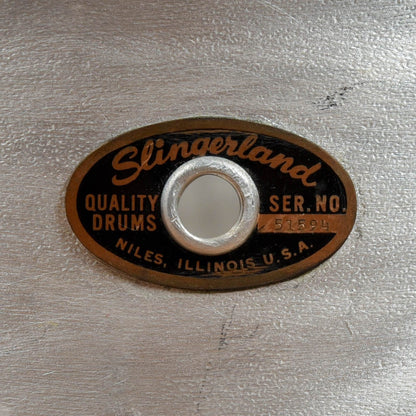 Slingerland
QUALITY DRUMS
SER. NO.
51594
NILES, ILLINOIS U.S.A.